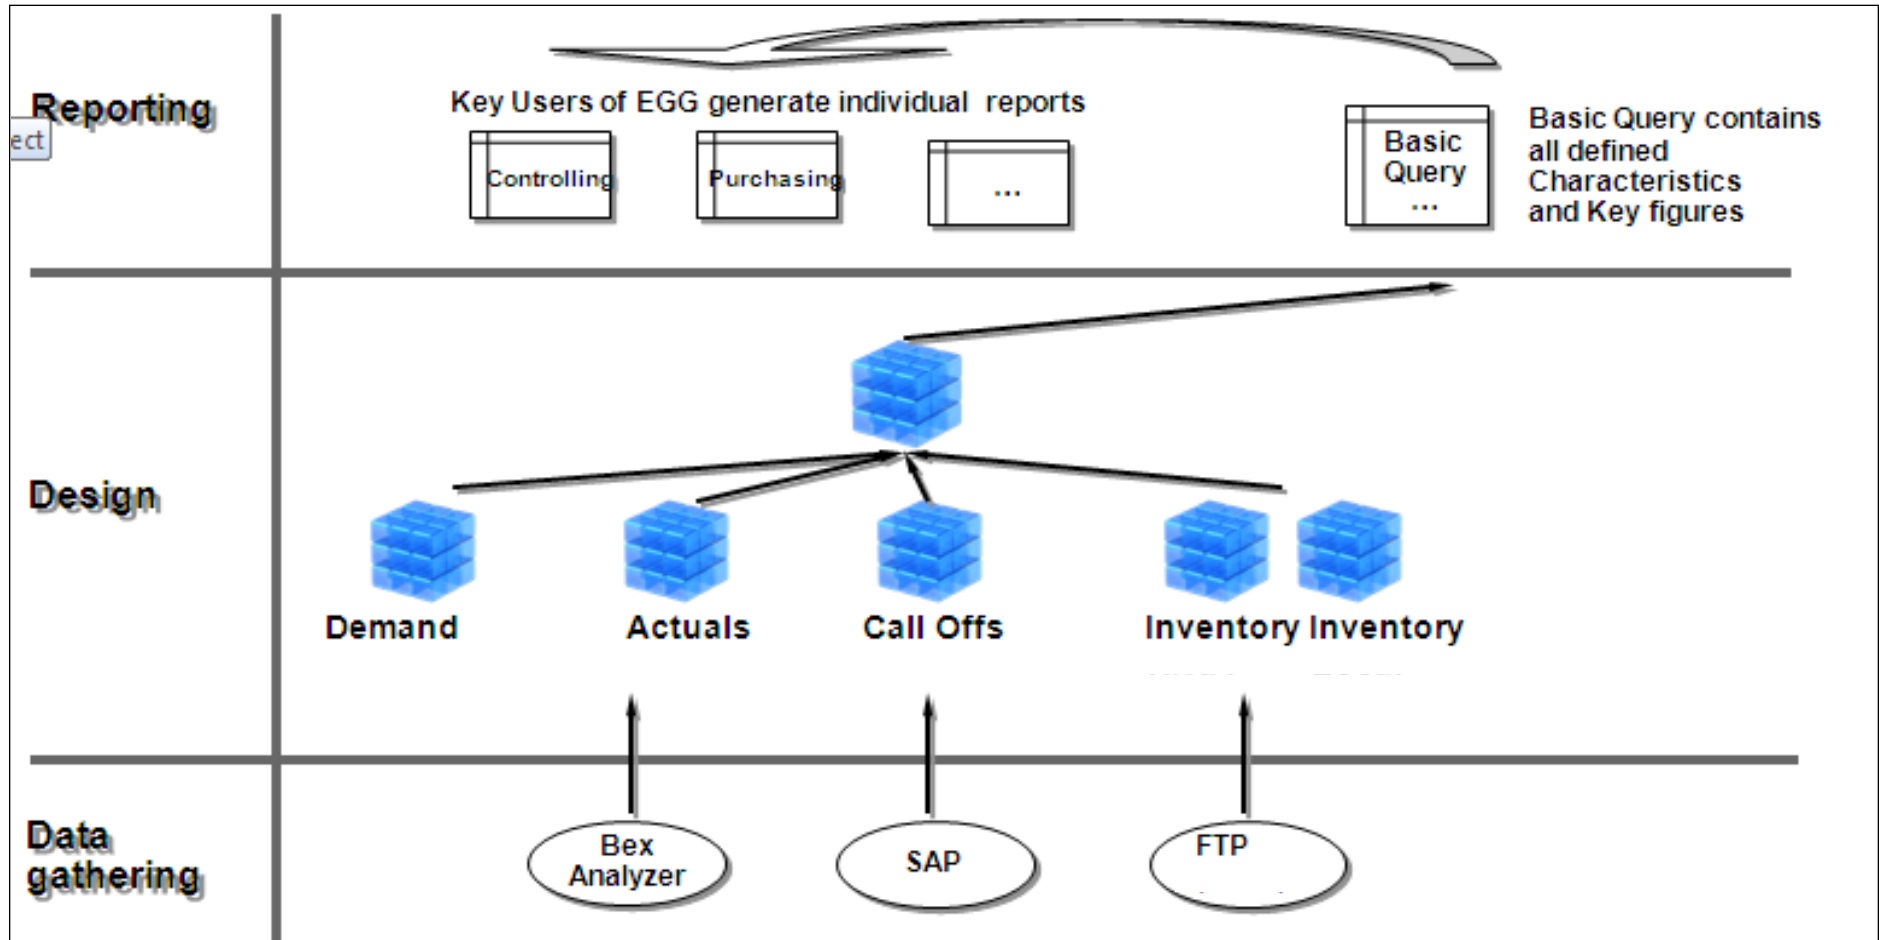 Reporting
ect
Key Users of EGG generate individual reports
Controlling
Purchasing
...
Basic
Query
...
Basic Query contains
all defined
Characteristics
and Key figures
Design
Demand
Actuals
Call Offs
Inventory
Inventory
Data
gathering
Bex
Analyzer
SAP
FTP